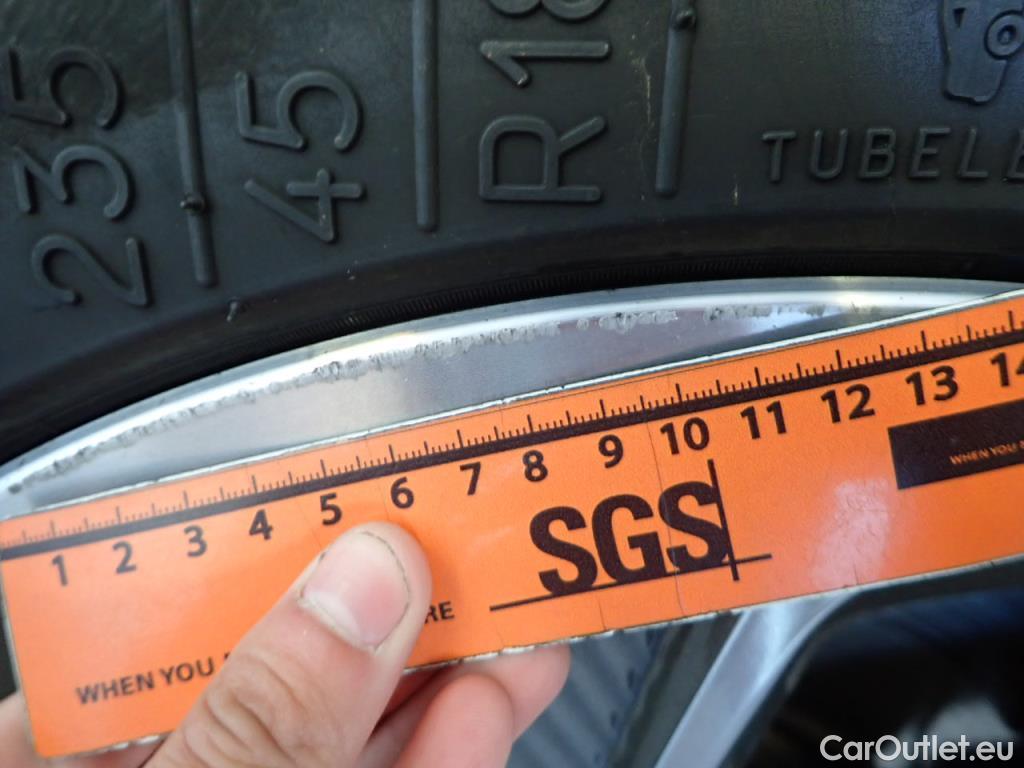 235
45
R18
TUBELE
1 2 3 4 5 6 7 8 9 10 11 12 13 14
WHEN YOU
SGS
WHEN YOU
RE
CarOutlet.eu